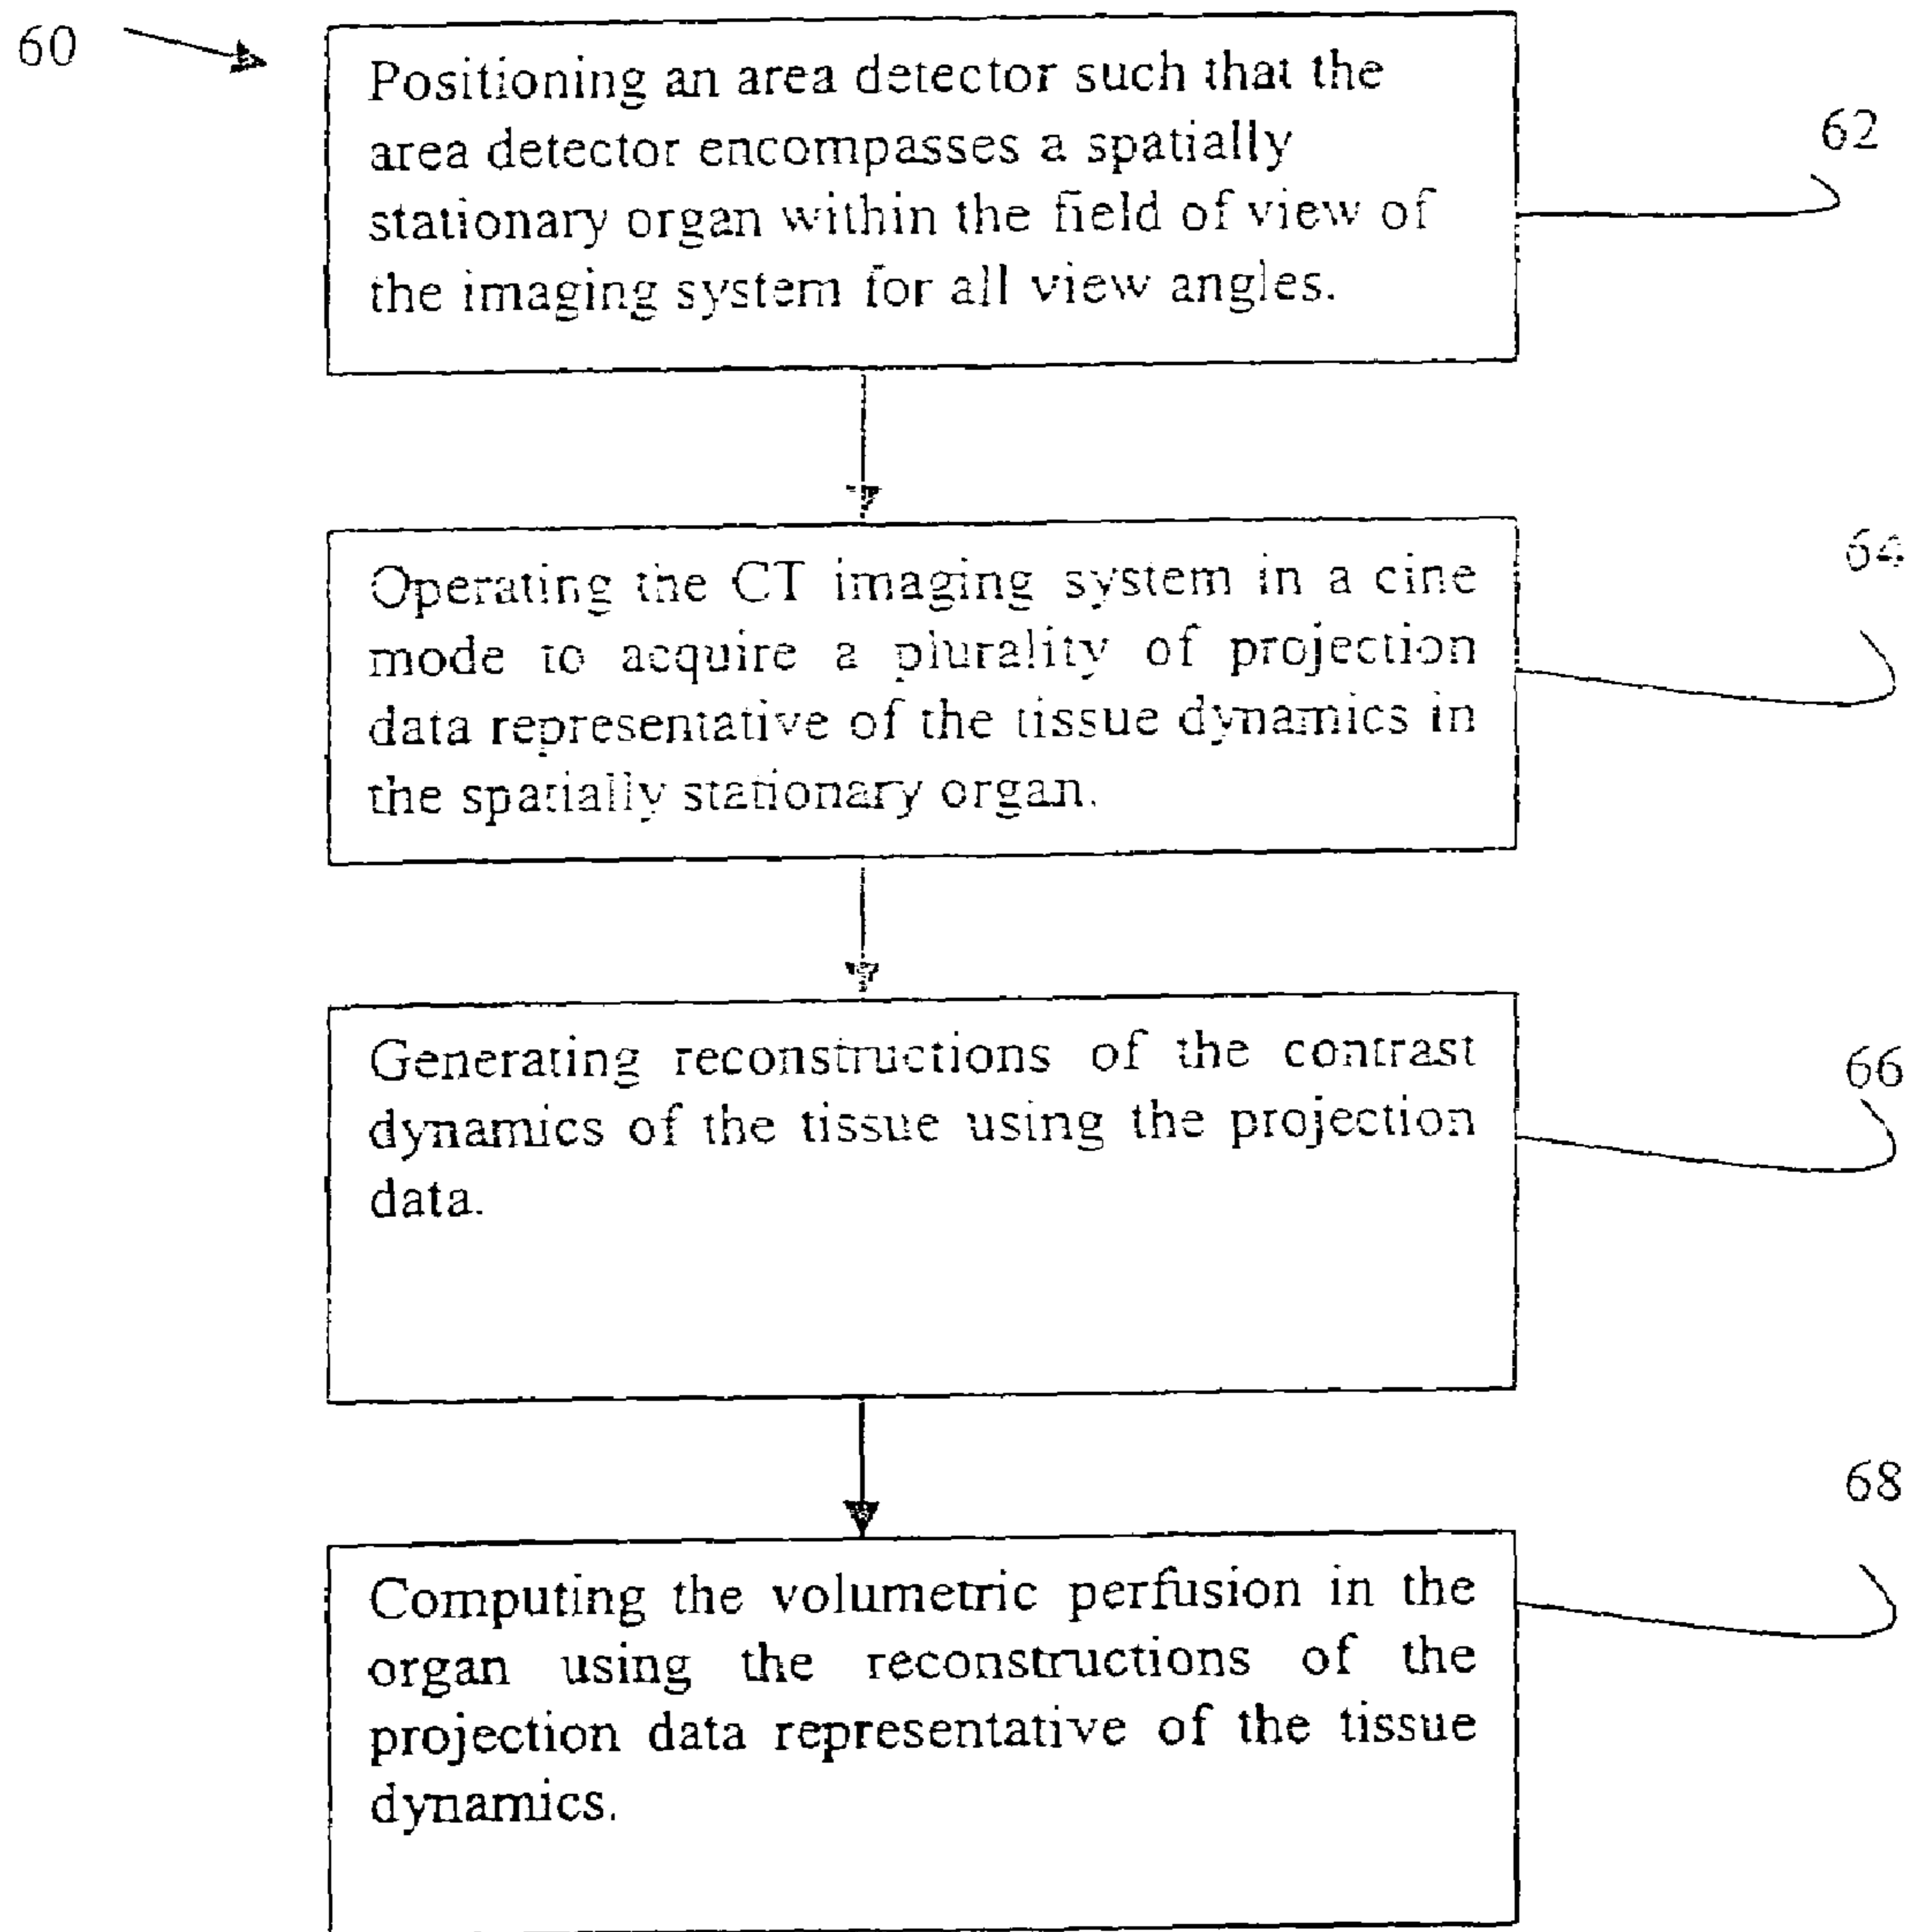 60
Positioning an area detector such that the
area detector encompasses a spatially
stationary organ within the field of view of
the imaging system for all view angles.
62
Operating the CT imaging system in a cine
mode to acquire a plurality of projection
data representative of the tissue dynamics in
the spatially stationary organ.
64
Generating reconstructions of the contrast
dynamics of the tissue using the projection
data.
66
Computing the volumetric perfusion in the
organ using the reconstructions of the
projection data representative of the tissue
dynamics.
68